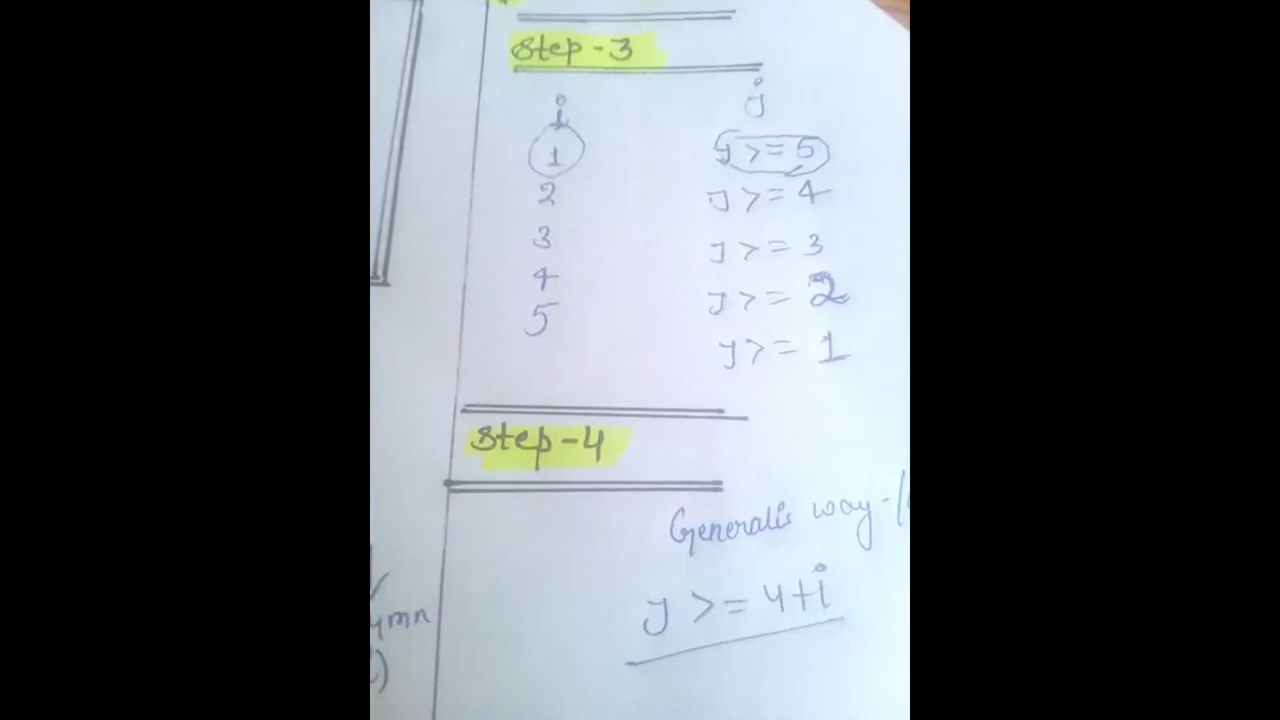 Step-3
i j
1 j >= 5
2 j >= 4
3 j >= 3
4 j >= 2
5 j >= 1
Step-4
Generalis way-
j >= 4+i